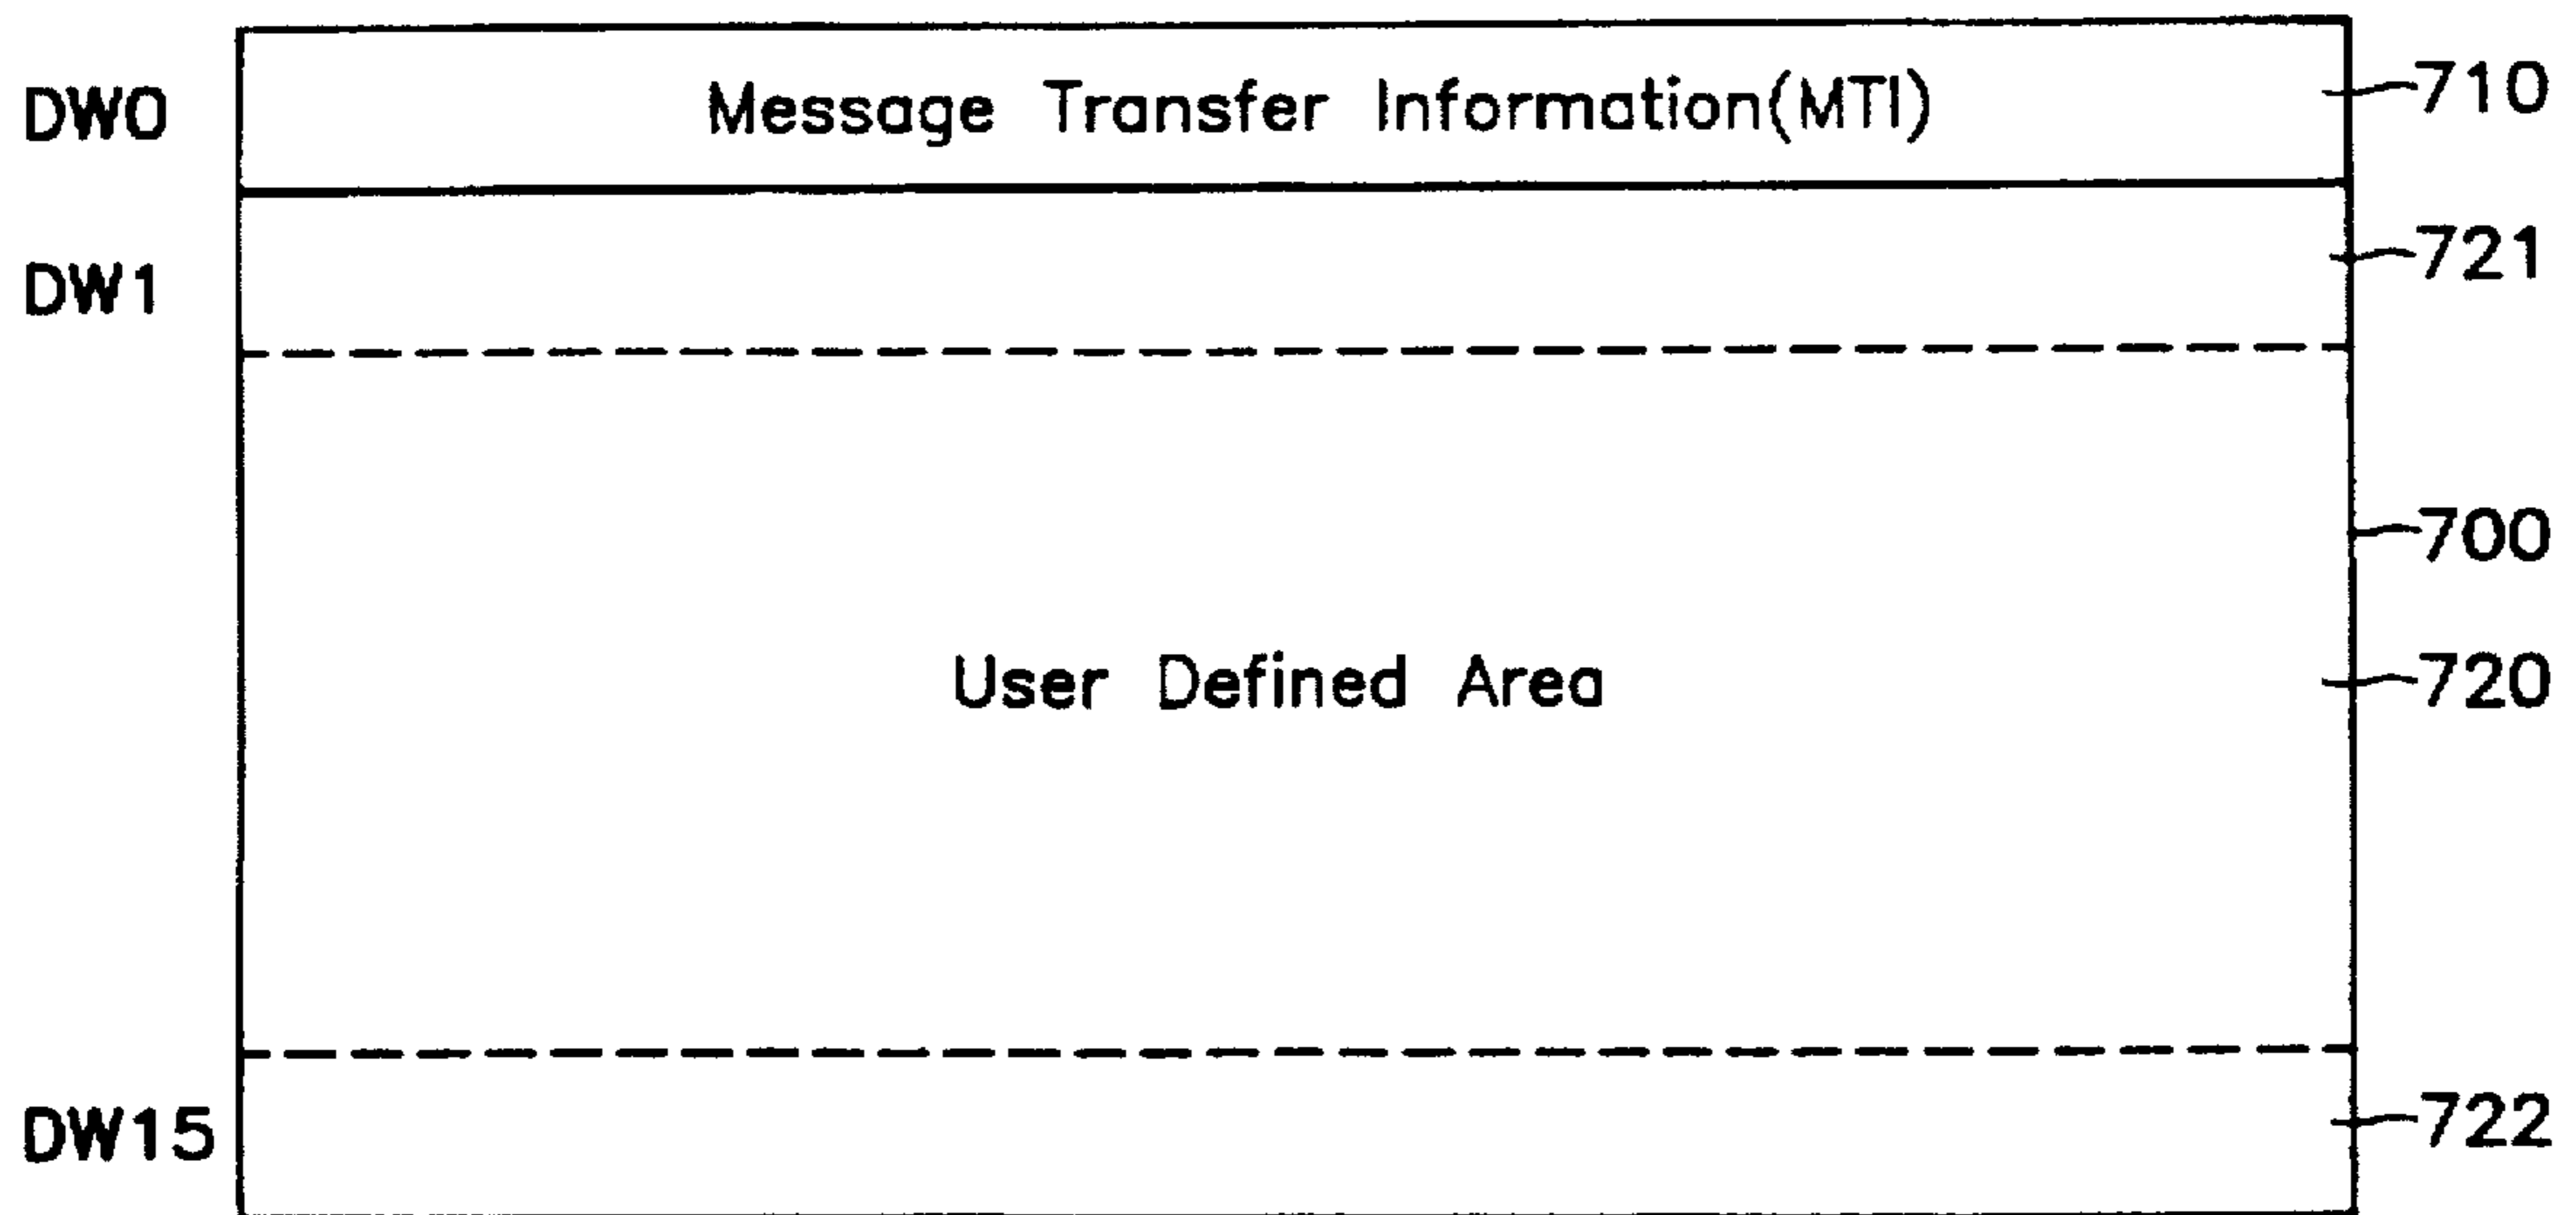 DW0 Message Transfer Information(MTI) 710
DW1 721
700
User Defined Area 720
DW15 722